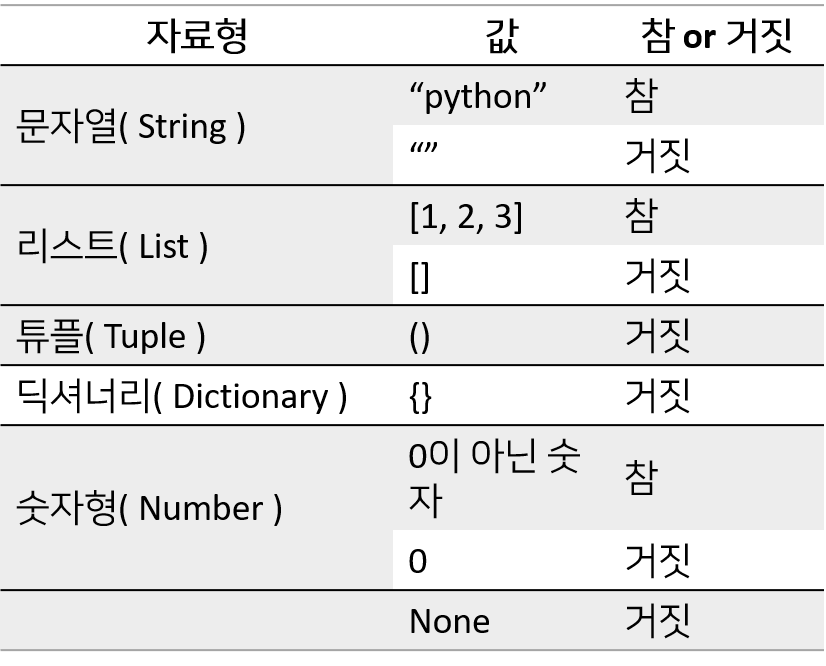 자료형 값 참 or 거짓
문자열( String ) “python” 참
“” 거짓
리스트( List ) [1, 2, 3] 참
[] 거짓
튜플( Tuple ) () 거짓
딕셔너리( Dictionary ) {} 거짓
숫자형( Number ) 0이 아닌 숫
자 참
0 거짓
None 거짓